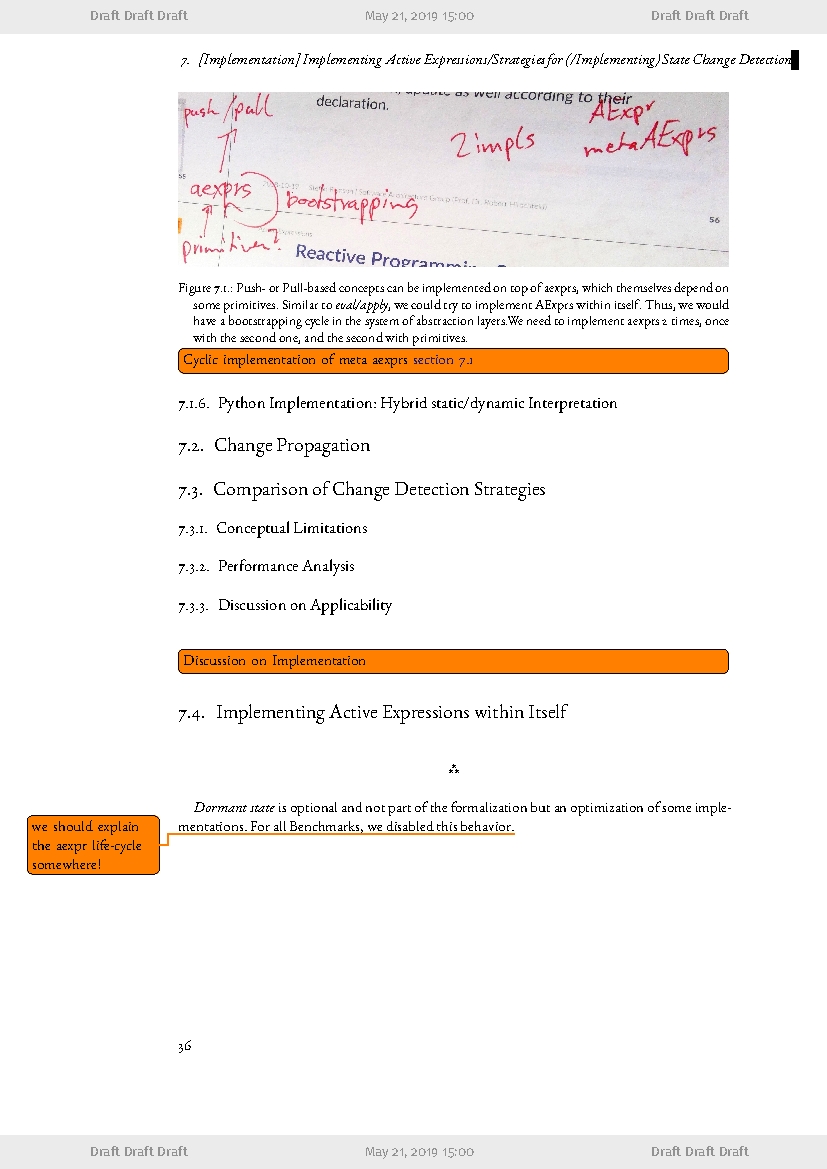 Draft Draft Draft May 21, 2019 15:00 Draft Draft Draft
7. [Implementation] Implementing Active Expressions/Strategies for (/Implementing) State Change Detection
as well according to their
declaration.
push/pull
2 impls
AExpr
meta AExprs
55
aexprs
bootstrapping
56
primitives?
Reactive
Figure 7.1.: Push- or Pull-based concepts can be implemented on top of aexprs, which themselves depend on
some primitives. Similar to eval/apply, we could try to implement AExprs within itself. Thus, we would
have a bootstrapping cycle in the system of abstraction layers.We need to implement aexprs 2 times, once
with the second one, and the second with primitives.
Cyclic implementation of meta aexprs section 7.1
7.1.6. Python Implementation: Hybrid static/dynamic Interpretation
7.2. Change Propagation
7.3. Comparison of Change Detection Strategies
7.3.1. Conceptual Limitations
7.3.2. Performance Analysis
7.3.3. Discussion on Applicability
Discussion on Implementation
7.4. Implementing Active Expressions within Itself
⁂
Dormant state is optional and not part of the formalization but an optimization of some imple-
mentations. For all Benchmarks, we disabled this behavior.
we should explain
the aexpr life-cycle
somewhere!
36
Draft Draft Draft May 21, 2019 15:00 Draft Draft Draft